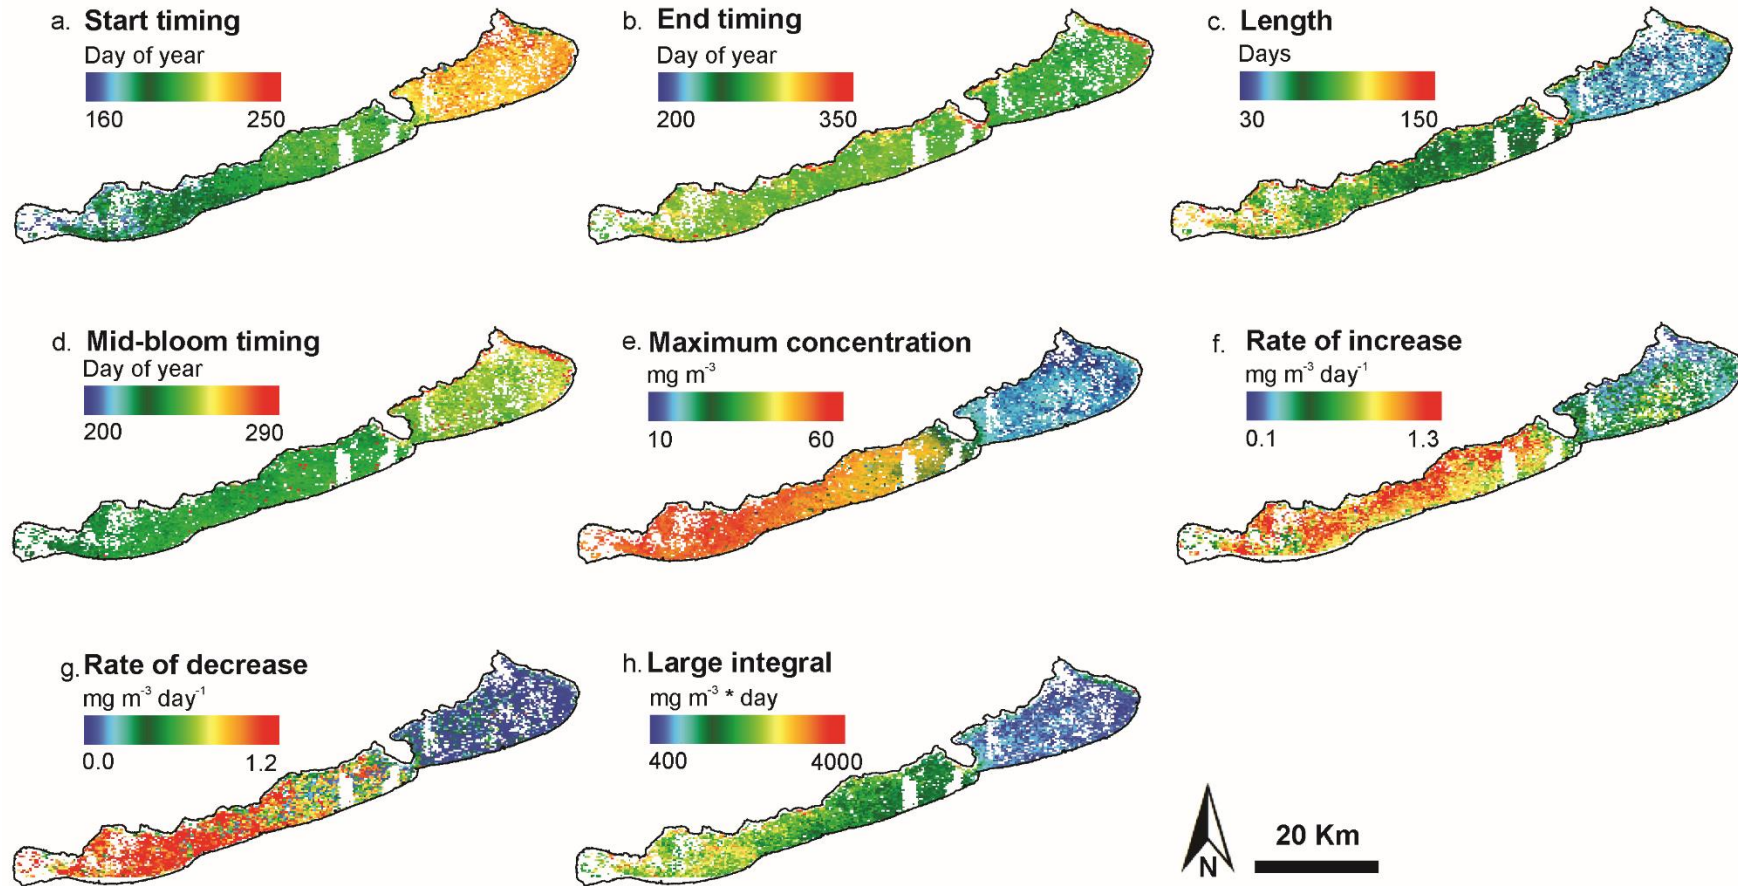 a. Start timing
Day of year
160 250
b. End timing
Day of year
200 350
c. Length
Days
30 150
d. Mid-bloom timing
Day of year
200 290
e. Maximum concentration
mg m⁻³
10 60
f. Rate of increase
mg m⁻³ day⁻¹
0.1 1.3
g. Rate of decrease
mg m⁻³ day⁻¹
0.0 1.2
h. Large integral
mg m⁻³ * day
400 4000
N
20 Km